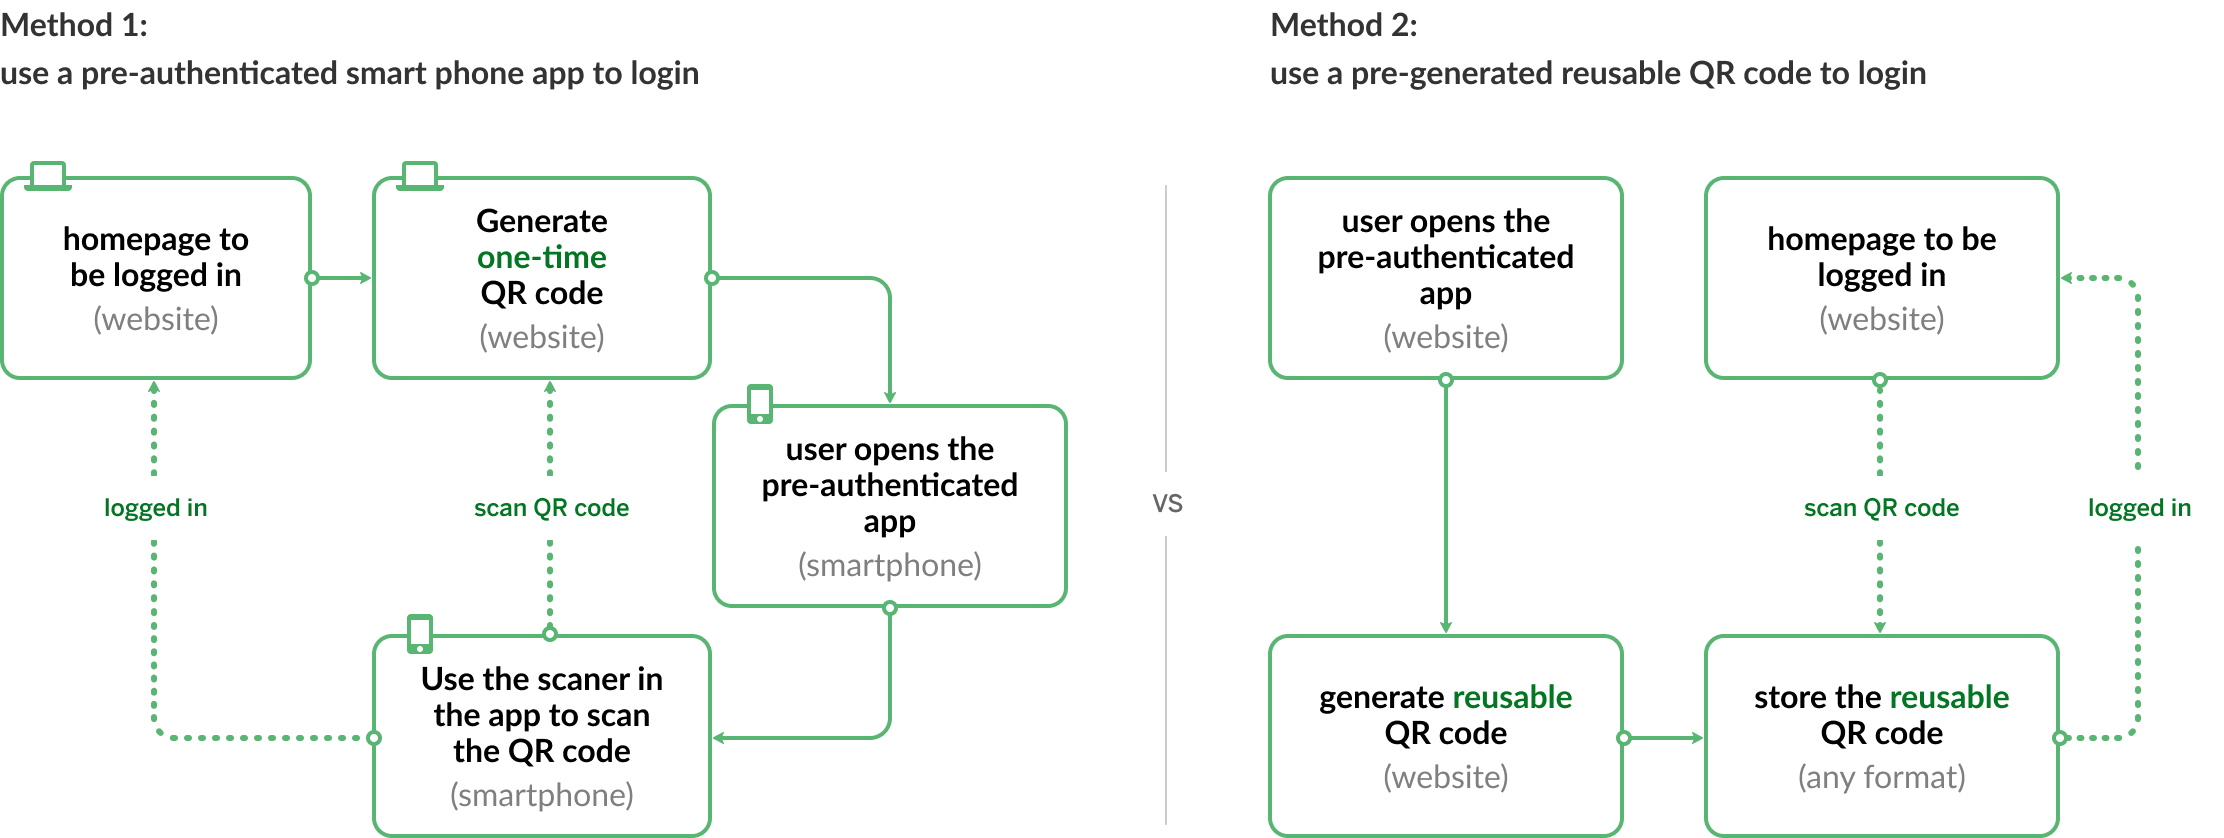 Method 1:
use a pre-authenticated smart phone app to login
homepage to
be logged in
(website)
Generate
one-time
QR code
(website)
user opens the
pre-authenticated
app
(smartphone)
logged in
scan QR code
Use the scaner in
the app to scan
the QR code
(smartphone)
VS
Method 2:
use a pre-generated reusable QR code to login
user opens the
pre-authenticated
app
(website)
homepage to be
logged in
(website)
scan QR code
logged in
generate reusable
QR code
(website)
store the reusable
QR code
(any format)